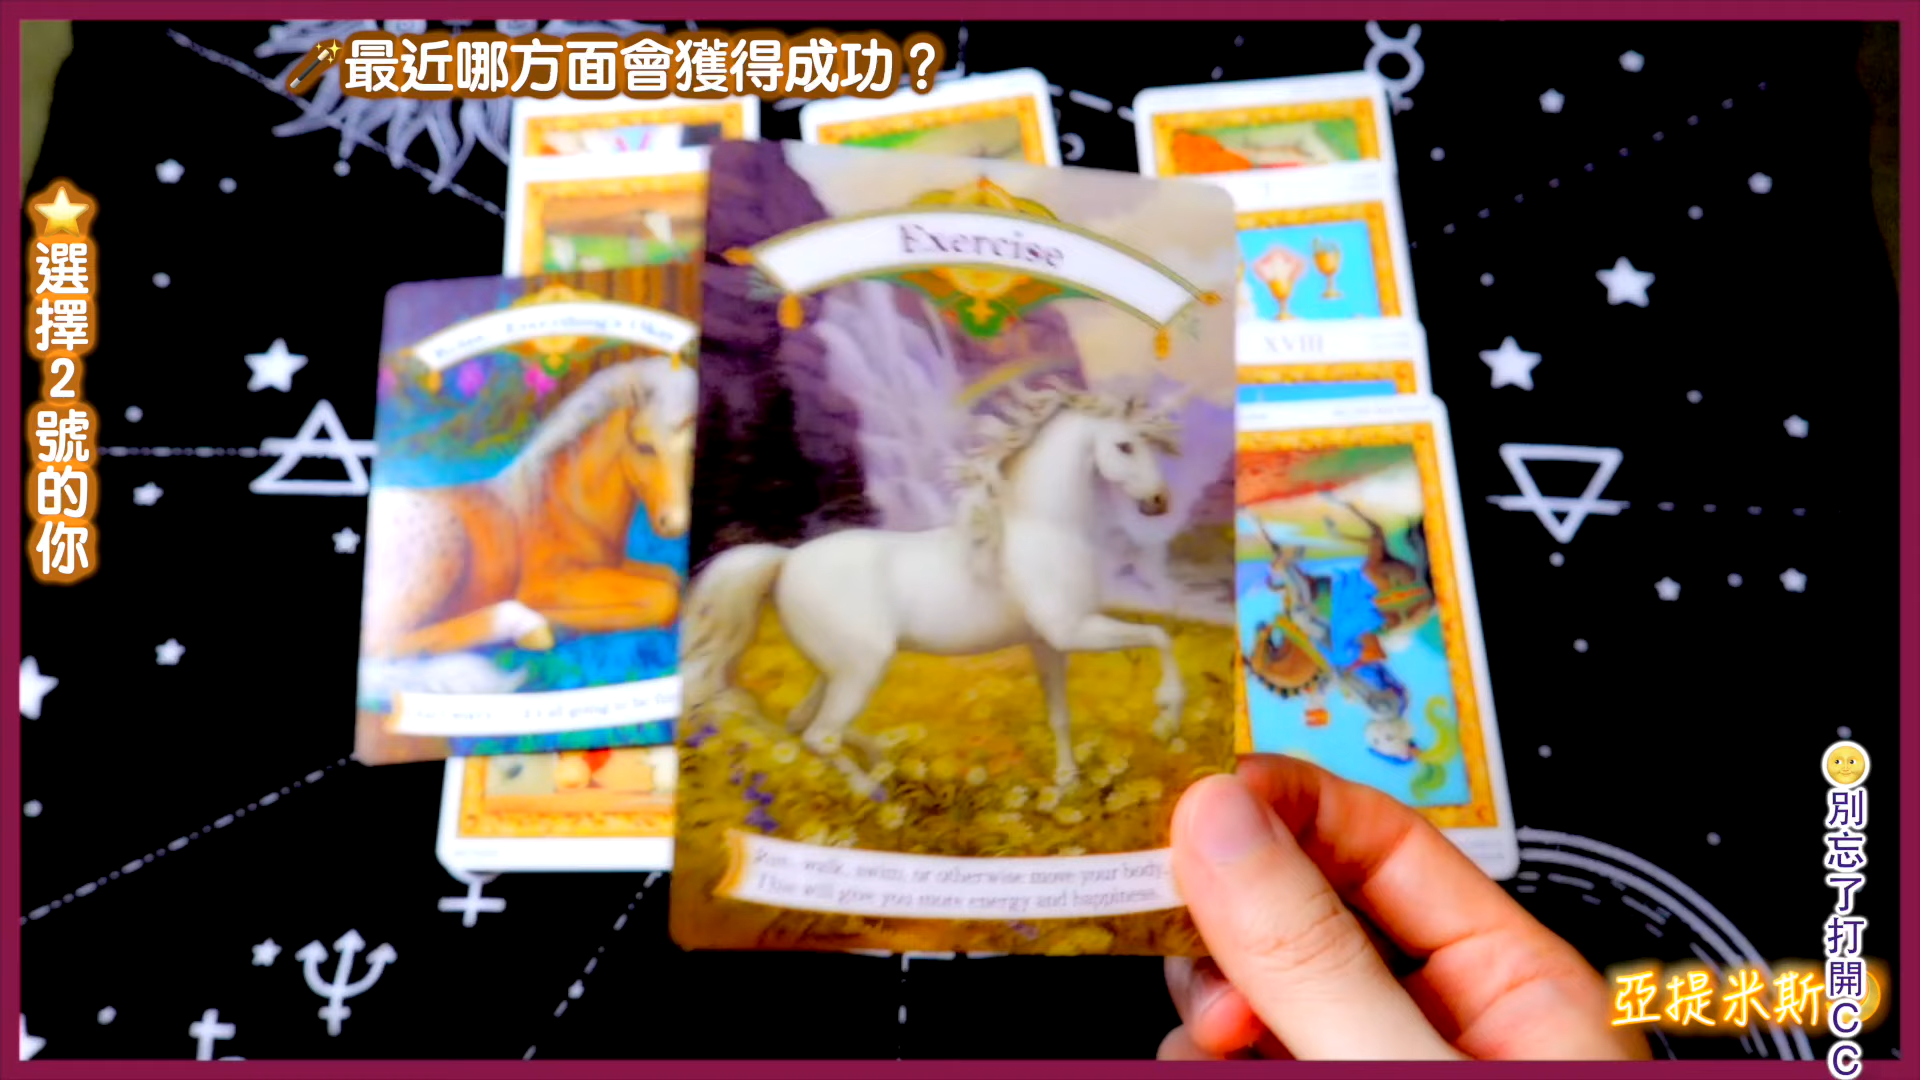 最近哪方面會獲得成功？
選擇2號的你
Exercise
Run, walk, swim, or otherwise move your body.
This will give you more energy and happiness.
XVIII
別忘了打開CC
亞提米斯